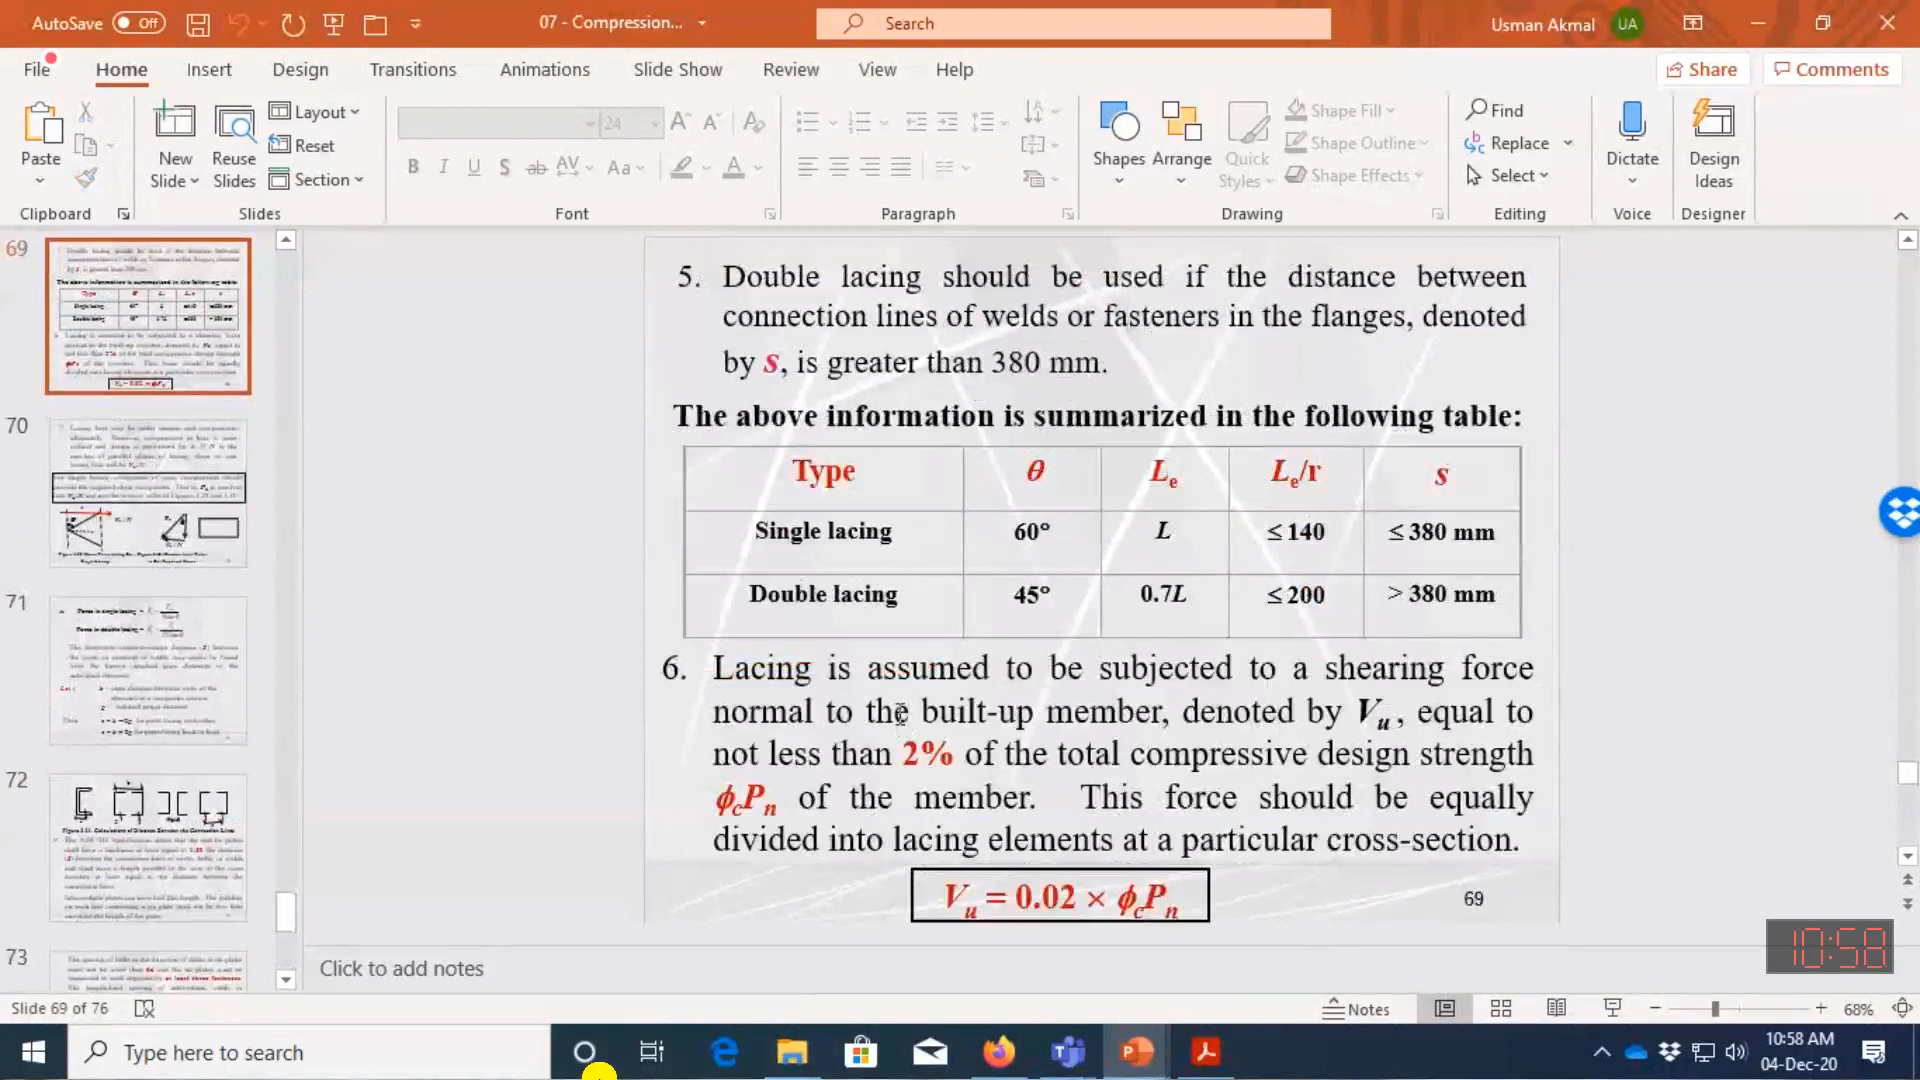 AutoSave Off
07 - Compression...
Search
Usman Akmal
UA
File Home Insert Design Transitions Animations Slide Show Review View Help
Share Comments
Paste
New Slide
Reuse Slides
Layout
Reset
Section
24
Shapes Arrange Quick Styles
Shape Fill
Shape Outline
Shape Effects
Find
Replace
Select
Dictate
Design Ideas
Clipboard Slides Font Paragraph Drawing Editing Voice Designer
69
70
71
72
73
5. Double lacing should be used if the distance between
connection lines of welds or fasteners in the flanges, denoted
by s, is greater than 380 mm.
The above information is summarized in the following table:
Type θ Le Le/r s
Single lacing 60° L ≤ 140 ≤ 380 mm
Double lacing 45° 0.7L ≤ 200 > 380 mm
6. Lacing is assumed to be subjected to a shearing force
normal to the built-up member, denoted by Vu, equal to
not less than 2% of the total compressive design strength
ϕcPn of the member. This force should be equally
divided into lacing elements at a particular cross-section.
Vu = 0.02 × ϕcPn
69
10:58
Click to add notes
Slide 69 of 76
Notes
68%
Type here to search
10:58 AM
04-Dec-20